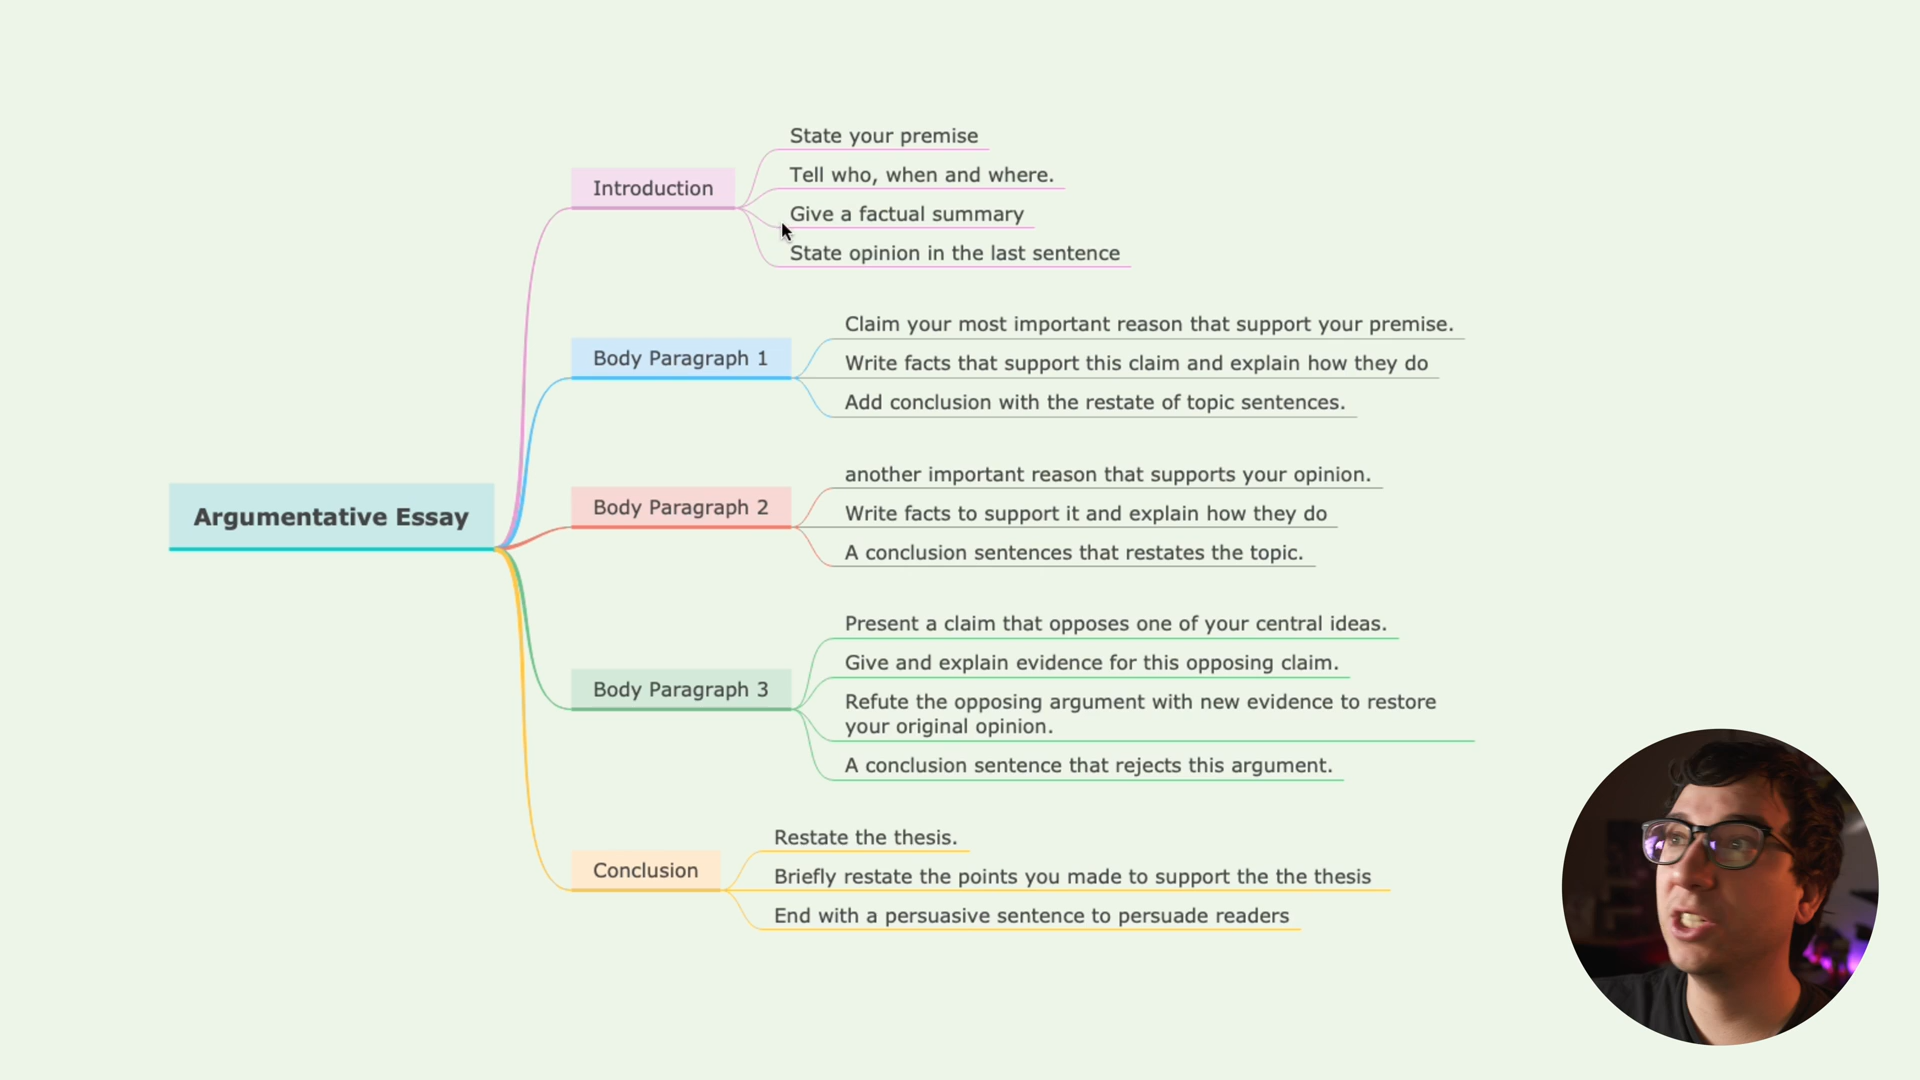 Argumentative Essay
Introduction
State your premise
Tell who, when and where.
Give a factual summary
State opinion in the last sentence
Body Paragraph 1
Claim your most important reason that support your premise.
Write facts that support this claim and explain how they do
Add conclusion with the restate of topic sentences.
Body Paragraph 2
another important reason that supports your opinion.
Write facts to support it and explain how they do
A conclusion sentences that restates the topic.
Body Paragraph 3
Present a claim that opposes one of your central ideas.
Give and explain evidence for this opposing claim.
Refute the opposing argument with new evidence to restore
your original opinion.
A conclusion sentence that rejects this argument.
Conclusion
Restate the thesis.
Briefly restate the points you made to support the the thesis
End with a persuasive sentence to persuade readers